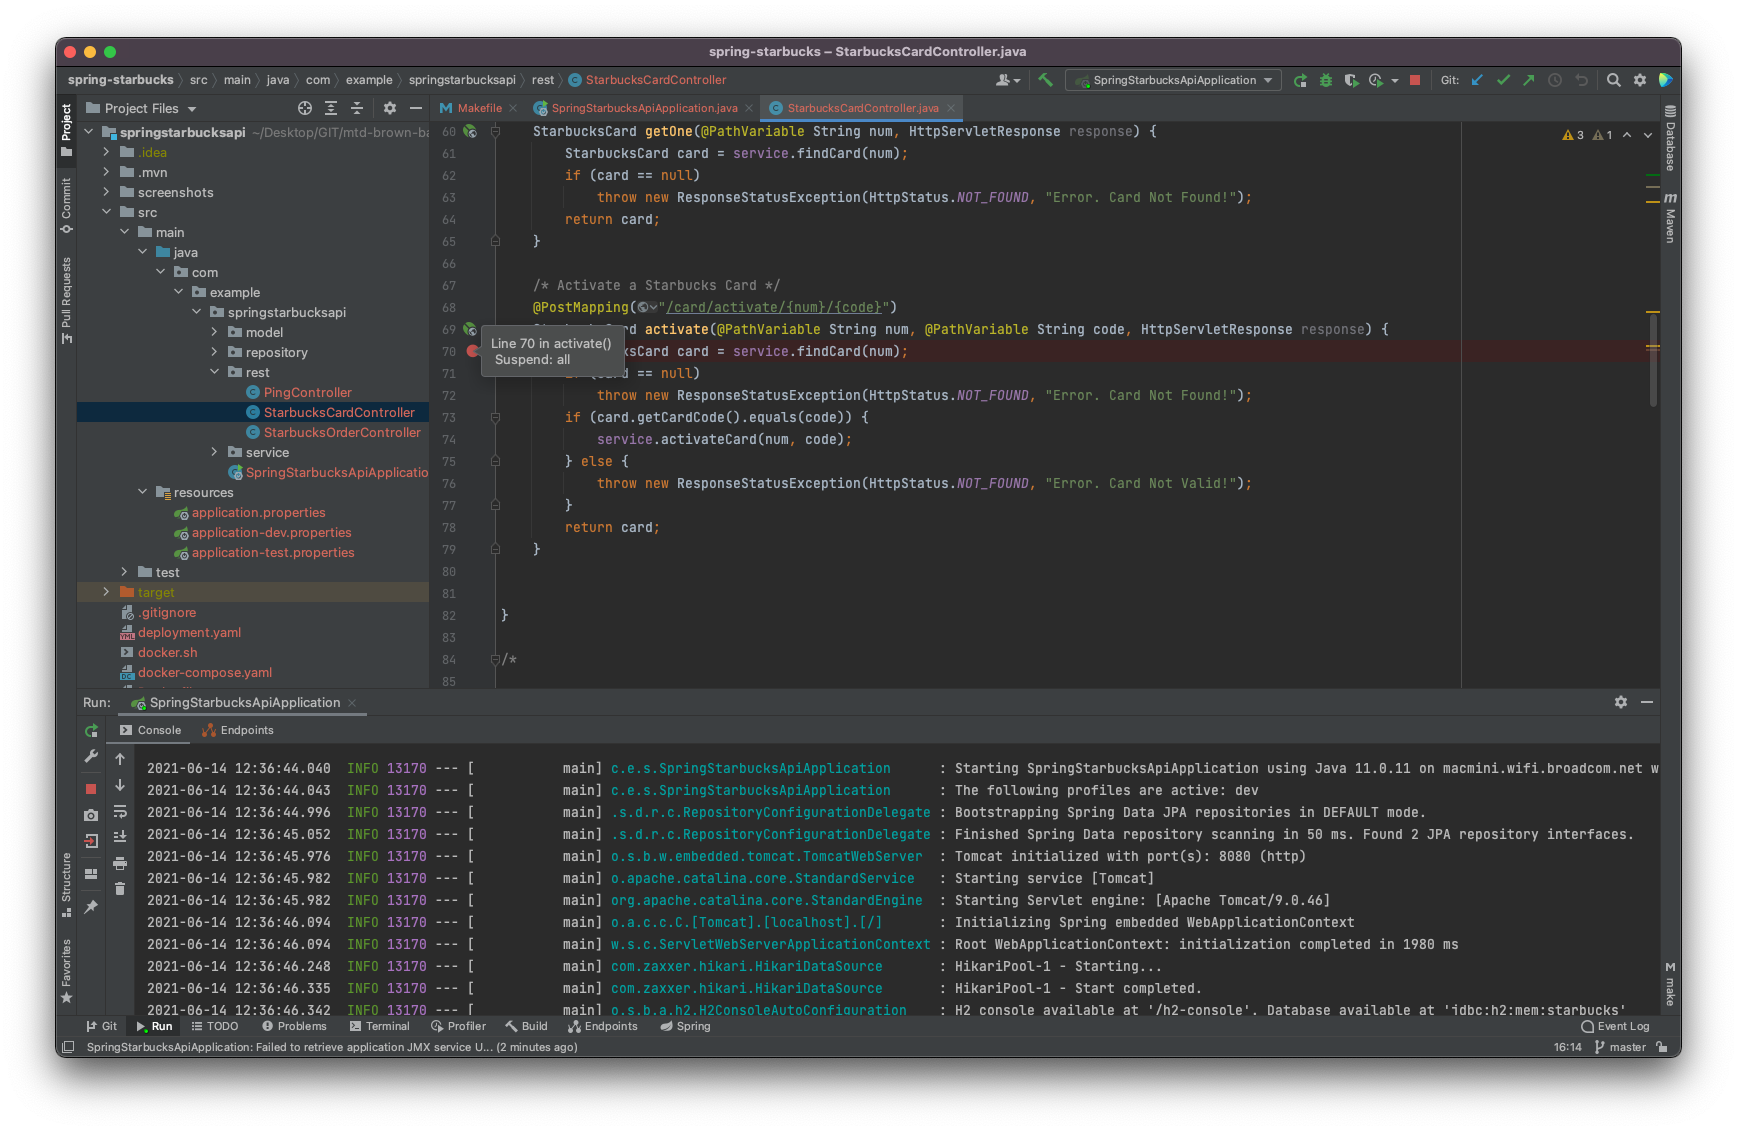 spring-starbucks – StarbucksCardController.java
spring-starbucks src main java com example springstarbucksapi rest StarbucksCardController
SpringStarbucksApiApplication
Git:
Project
Commit
Pull Requests
Structure
Favorites
Project Files
springstarbucksapi ~/Desktop/GIT/mtd-brown-ba
.idea
.mvn
screenshots
src
main
java
com
example
springstarbucksapi
model
repository
rest
PingController
StarbucksCardController
StarbucksOrderController
service
SpringStarbucksApiApplicatio
resources
application.properties
application-dev.properties
application-test.properties
test
target
.gitignore
deployment.yaml
docker.sh
docker-compose.yaml
Makefile
SpringStarbucksApiApplication.java
StarbucksCardController.java
3 1
60 StarbucksCard getOne(@PathVariable String num, HttpServletResponse response) {
61 StarbucksCard card = service.findCard(num);
62 if (card == null)
63 throw new ResponseStatusException(HttpStatus.NOT_FOUND, "Error. Card Not Found!");
64 return card;
65 }
66
67 /* Activate a Starbucks Card */
68 @PostMapping("/card/activate/{num}/{code}")
69 activate(@PathVariable String num, @PathVariable String code, HttpServletResponse response) {
70 sCard card = service.findCard(num);
71 == null)
72 throw new ResponseStatusException(HttpStatus.NOT_FOUND, "Error. Card Not Found!");
73 if (card.getCardCode().equals(code)) {
74 service.activateCard(num, code);
75 } else {
76 throw new ResponseStatusException(HttpStatus.NOT_FOUND, "Error. Card Not Valid!");
77 }
78 return card;
79 }
80
81
82 }
83
84 /*
85
Line 70 in activate()
Suspend: all
Database
Maven
make
Run: SpringStarbucksApiApplication
Console
Endpoints
2021-06-14 12:36:44.040 INFO 13170 --- [ main] c.e.s.SpringStarbucksApiApplication : Starting SpringStarbucksApiApplication using Java 11.0.11 on macmini.wifi.broadcom.net w
2021-06-14 12:36:44.043 INFO 13170 --- [ main] c.e.s.SpringStarbucksApiApplication : The following profiles are active: dev
2021-06-14 12:36:44.996 INFO 13170 --- [ main] .s.d.r.c.RepositoryConfigurationDelegate : Bootstrapping Spring Data JPA repositories in DEFAULT mode.
2021-06-14 12:36:45.052 INFO 13170 --- [ main] .s.d.r.c.RepositoryConfigurationDelegate : Finished Spring Data repository scanning in 50 ms. Found 2 JPA repository interfaces.
2021-06-14 12:36:45.976 INFO 13170 --- [ main] o.s.b.w.embedded.tomcat.TomcatWebServer : Tomcat initialized with port(s): 8080 (http)
2021-06-14 12:36:45.982 INFO 13170 --- [ main] o.apache.catalina.core.StandardService : Starting service [Tomcat]
2021-06-14 12:36:45.982 INFO 13170 --- [ main] org.apache.catalina.core.StandardEngine : Starting Servlet engine: [Apache Tomcat/9.0.46]
2021-06-14 12:36:46.094 INFO 13170 --- [ main] o.a.c.c.C.[Tomcat].[localhost].[/] : Initializing Spring embedded WebApplicationContext
2021-06-14 12:36:46.094 INFO 13170 --- [ main] w.s.c.ServletWebServerApplicationContext : Root WebApplicationContext: initialization completed in 1980 ms
2021-06-14 12:36:46.248 INFO 13170 --- [ main] com.zaxxer.hikari.HikariDataSource : HikariPool-1 - Starting...
2021-06-14 12:36:46.335 INFO 13170 --- [ main] com.zaxxer.hikari.HikariDataSource : HikariPool-1 - Start completed.
2021-06-14 12:36:46.342 INFO 13170 --- [ main] o.s.b.a.h2.H2ConsoleAutoConfiguration : H2 console available at '/h2-console'. Database available at 'jdbc:h2:mem:starbucks'
Git Run TODO Problems Terminal Profiler Build Endpoints Spring Event Log
SpringStarbucksApiApplication: Failed to retrieve application JMX service U... (2 minutes ago) 16:14 master